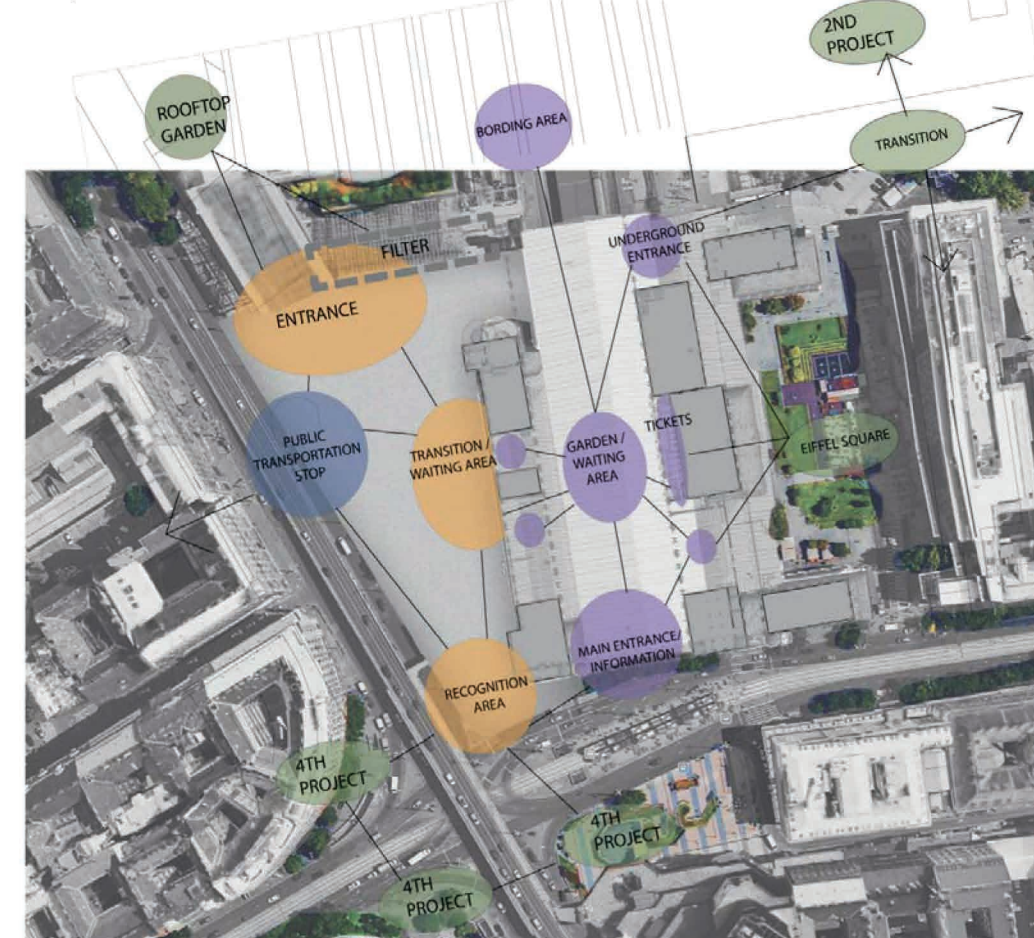 2ND
PROJECT
ROOFTOP
GARDEN
BORDING AREA
TRANSITION
FILTER
UNDERGROUND
ENTRANCE
ENTRANCE
PUBLIC
TRANSPORTATION
STOP
TRANSITION /
WAITING AREA
GARDEN /
WAITING
AREA
TICKETS
EIFFEL SQUARE
MAIN ENTRANCE/
INFORMATION
RECOGNITION
AREA
4TH
PROJECT
4TH
PROJECT
4TH
PROJECT